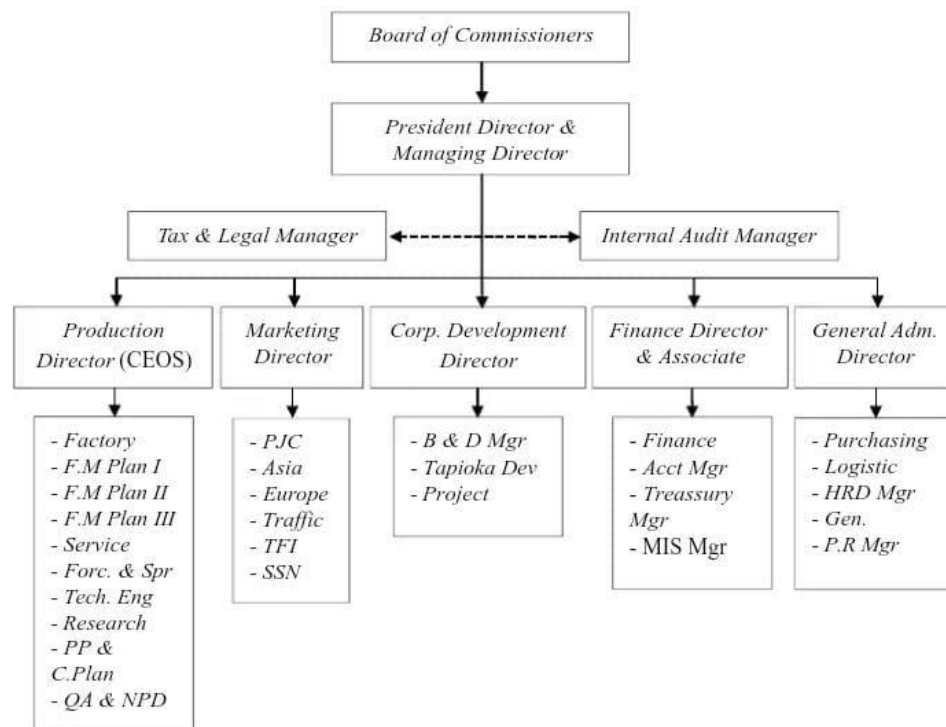 Board of Commissioners
President Director &
Managing Director
Tax & Legal Manager
Internal Audit Manager
Production
Director (CEOS)
Marketing
Director
Corp. Development
Director
Finance Director
& Associate
General Adm.
Director
- Factory
- F.M Plan I
- F.M Plan II
- F.M Plan III
- Service
- Forc. & Spr
- Tech. Eng
- Research
- PP &
C.Plan
- QA & NPD
- PJC
- Asia
- Europe
- Traffic
- TFI
- SSN
- B & D Mgr
- Tapioka Dev
- Project
- Finance
- Acct Mgr
- Treassury
Mgr
- MIS Mgr
- Purchasing
- Logistic
- HRD Mgr
- Gen.
- P.R Mgr